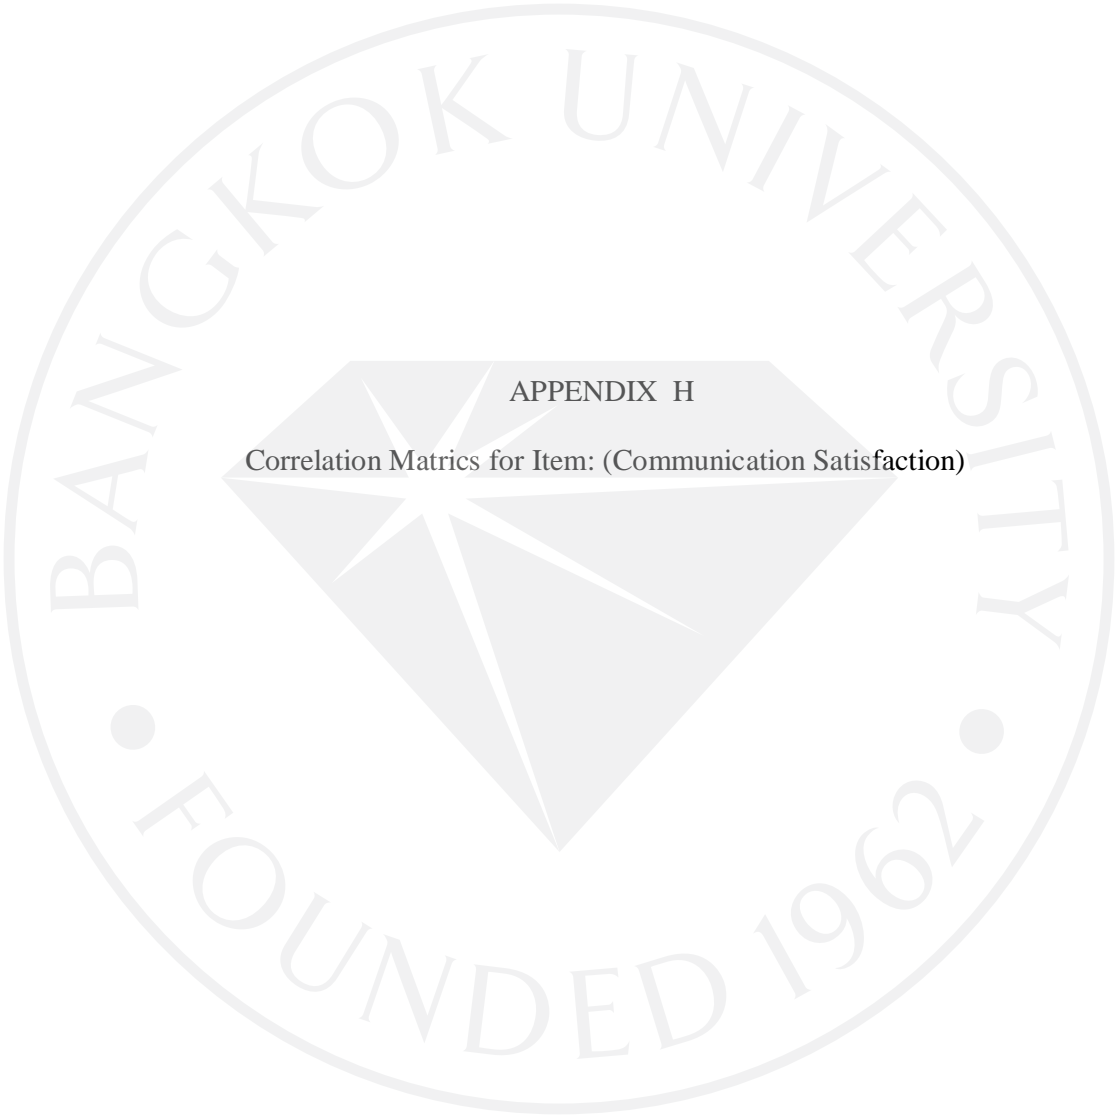 BANGKOK UNIVERSITY
APPENDIX H
Correlation Matrics for Item: (Communication Satisfaction)
• FOUNDED 1962 •